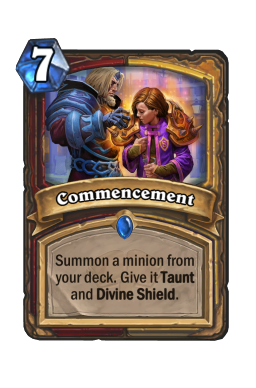 7
Commencement
Summon a minion from
your deck. Give it Taunt
and Divine Shield.